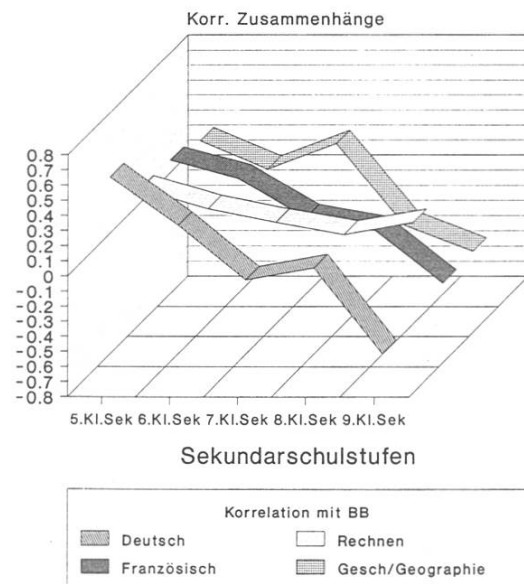 Korr. Zusammenhänge
0.8
0.7
0.6
0.5
0.4
0.3
0.2
0.1
0
-0.1
-0.2
-0.3
-0.4
-0.5
-0.6
-0.7
-0.8
5.Kl.Sek 6.Kl.Sek 7.Kl.Sek 8.Kl.Sek 9.Kl.Sek
Sekundarschulstufen
Korrelation mit BB
Deutsch Rechnen
Französisch Gesch/Geographie